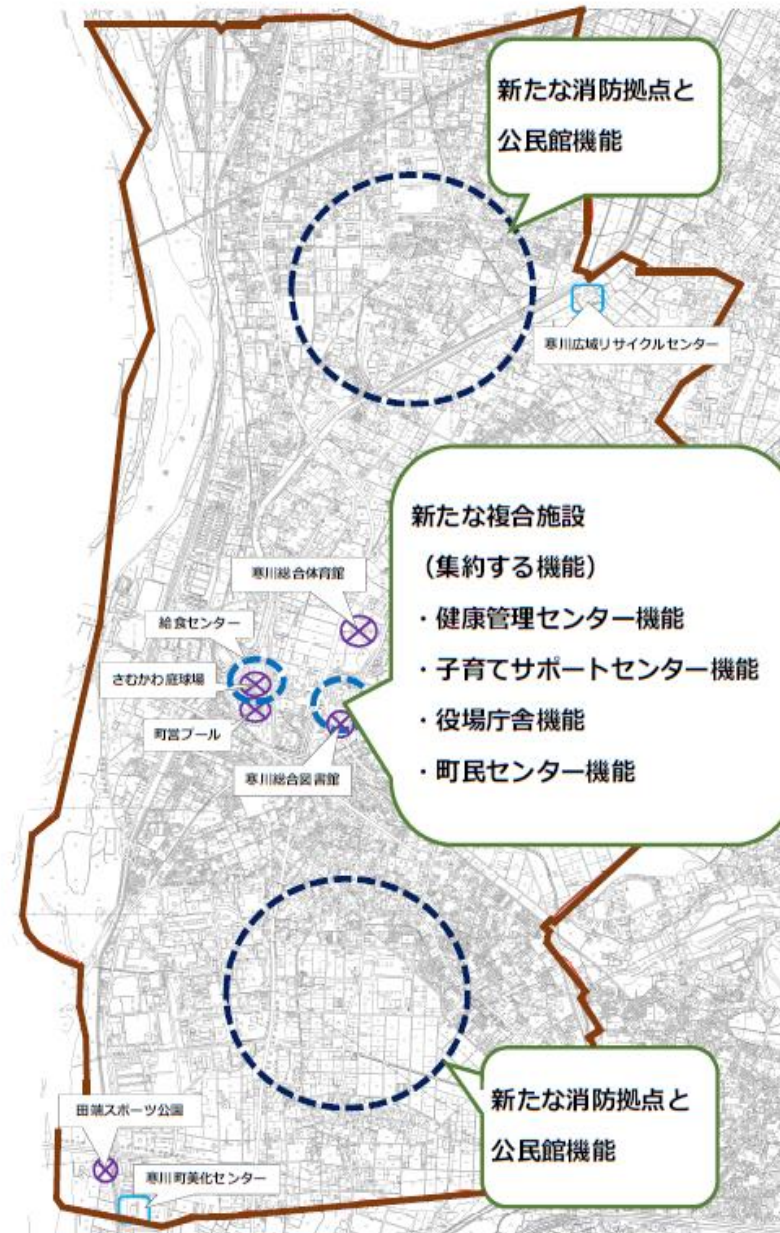 新たな消防拠点と
公民館機能
寒川広域リサイクルセンター
新たな複合施設
（集約する機能）
・健康管理センター機能
・子育てサポートセンター機能
・役場庁舎機能
・町民センター機能
寒川総合体育館
給食センター
さむかわ庭球場
町営プール
寒川総合図書館
新たな消防拠点と
公民館機能
田端スポーツ公園
寒川町美化センター